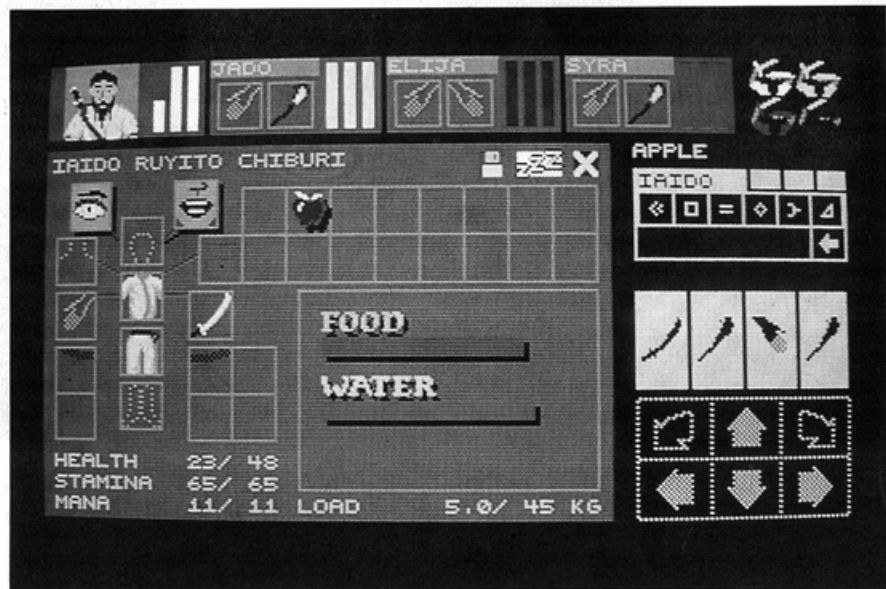 JADO
ELIJA
SYRA
IAIDO RUYITO CHIBURI
APPLE
IAIDO
FOOD
WATER
HEALTH 23/ 48
STAMINA 65/ 65
MANA 11/ 11
LOAD 5.0/ 45 KG